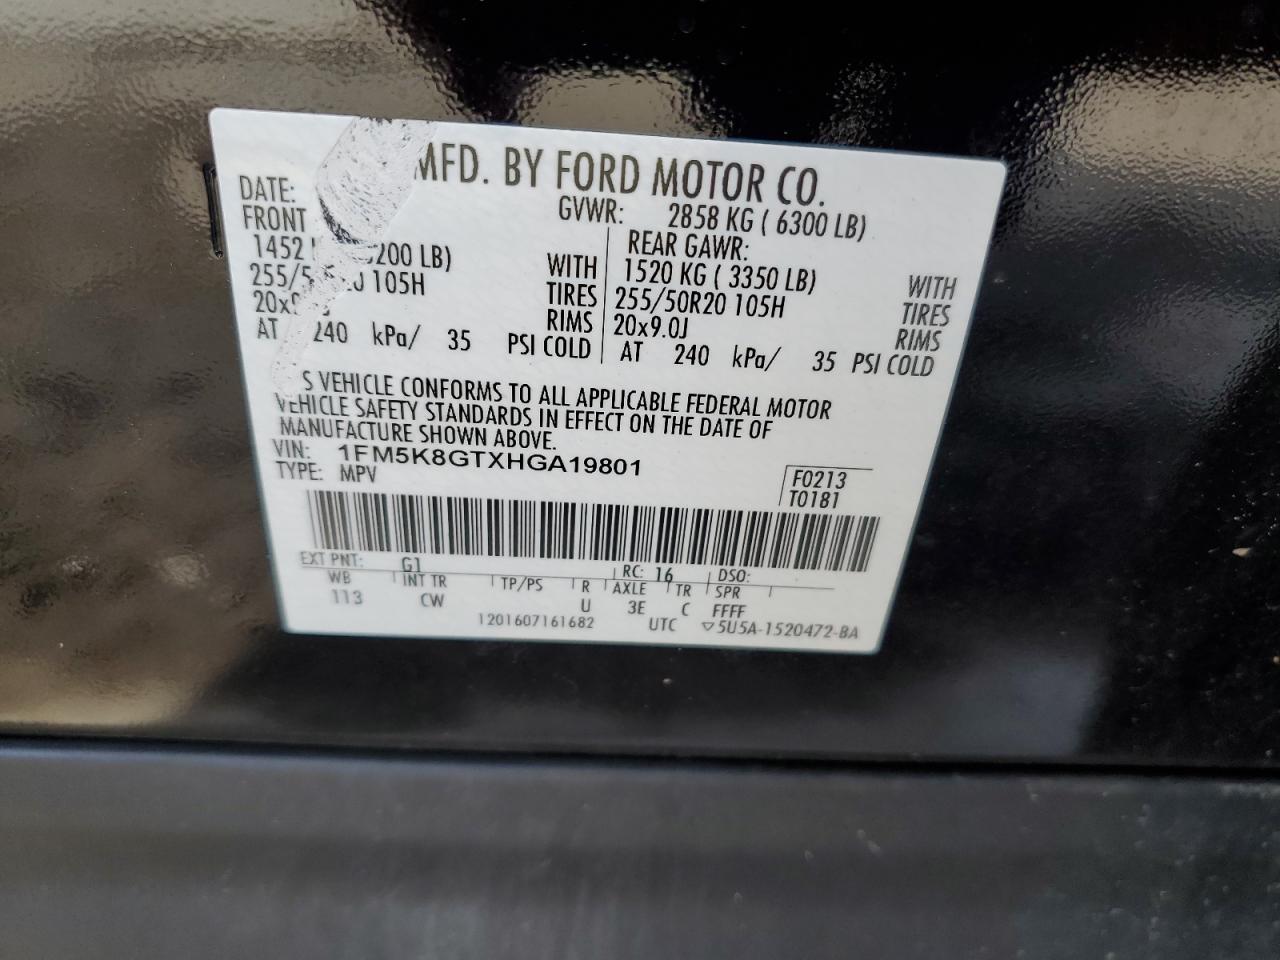 MFD. BY FORD MOTOR CO.
DATE: GVWR: 2858 KG ( 6300 LB)
FRONT REAR GAWR:
1452 200 LB) WITH 1520 KG ( 3350 LB) WITH
105H TIRES 255/50R20 105H TIRES
RIMS 20x9.0J RIMS
AT 240 kPa/ 35 PSI COLD AT 240 kPa/ 35 PSI COLD
S VEHICLE CONFORMS TO ALL APPLICABLE FEDERAL MOTOR
VEHICLE SAFETY STANDARDS IN EFFECT ON THE DATE OF
MANUFACTURE SHOWN ABOVE.
VIN: 1FM5K8GTXHGA19801
TYPE: MPV F0213
T0181
EXT PNT: G1 RC: 16 DSO:
WB INT TR TP/PS R AXLE TR SPR
113 CW U 3E C FFFF
1201607161682 UTC ▽5U5A-1520472-BA